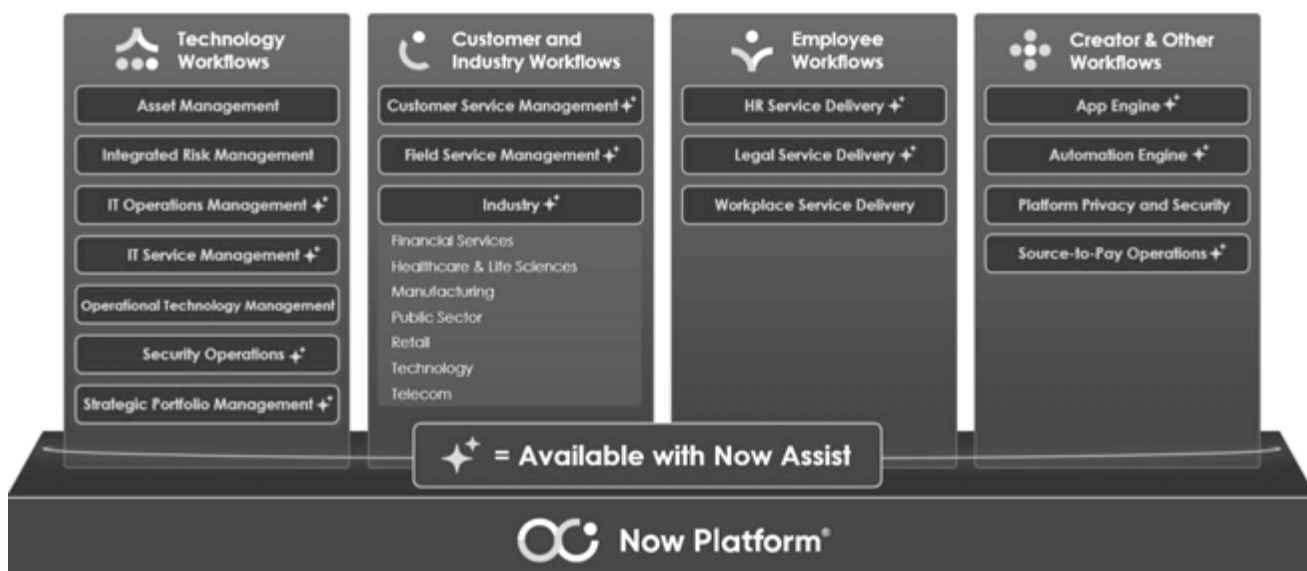 Technology
Workflows
Asset Management
Integrated Risk Management
IT Operations Management
IT Service Management
Operational Technology Management
Security Operations
Strategic Portfolio Management
Customer and
Industry Workflows
Customer Service Management
Field Service Management
Industry
Financial Services
Healthcare & Life Sciences
Manufacturing
Public Sector
Retail
Technology
Telecom
Employee
Workflows
HR Service Delivery
Legal Service Delivery
Workplace Service Delivery
Creator & Other
Workflows
App Engine
Automation Engine
Platform Privacy and Security
Source-to-Pay Operations
= Available with Now Assist
Now Platform®